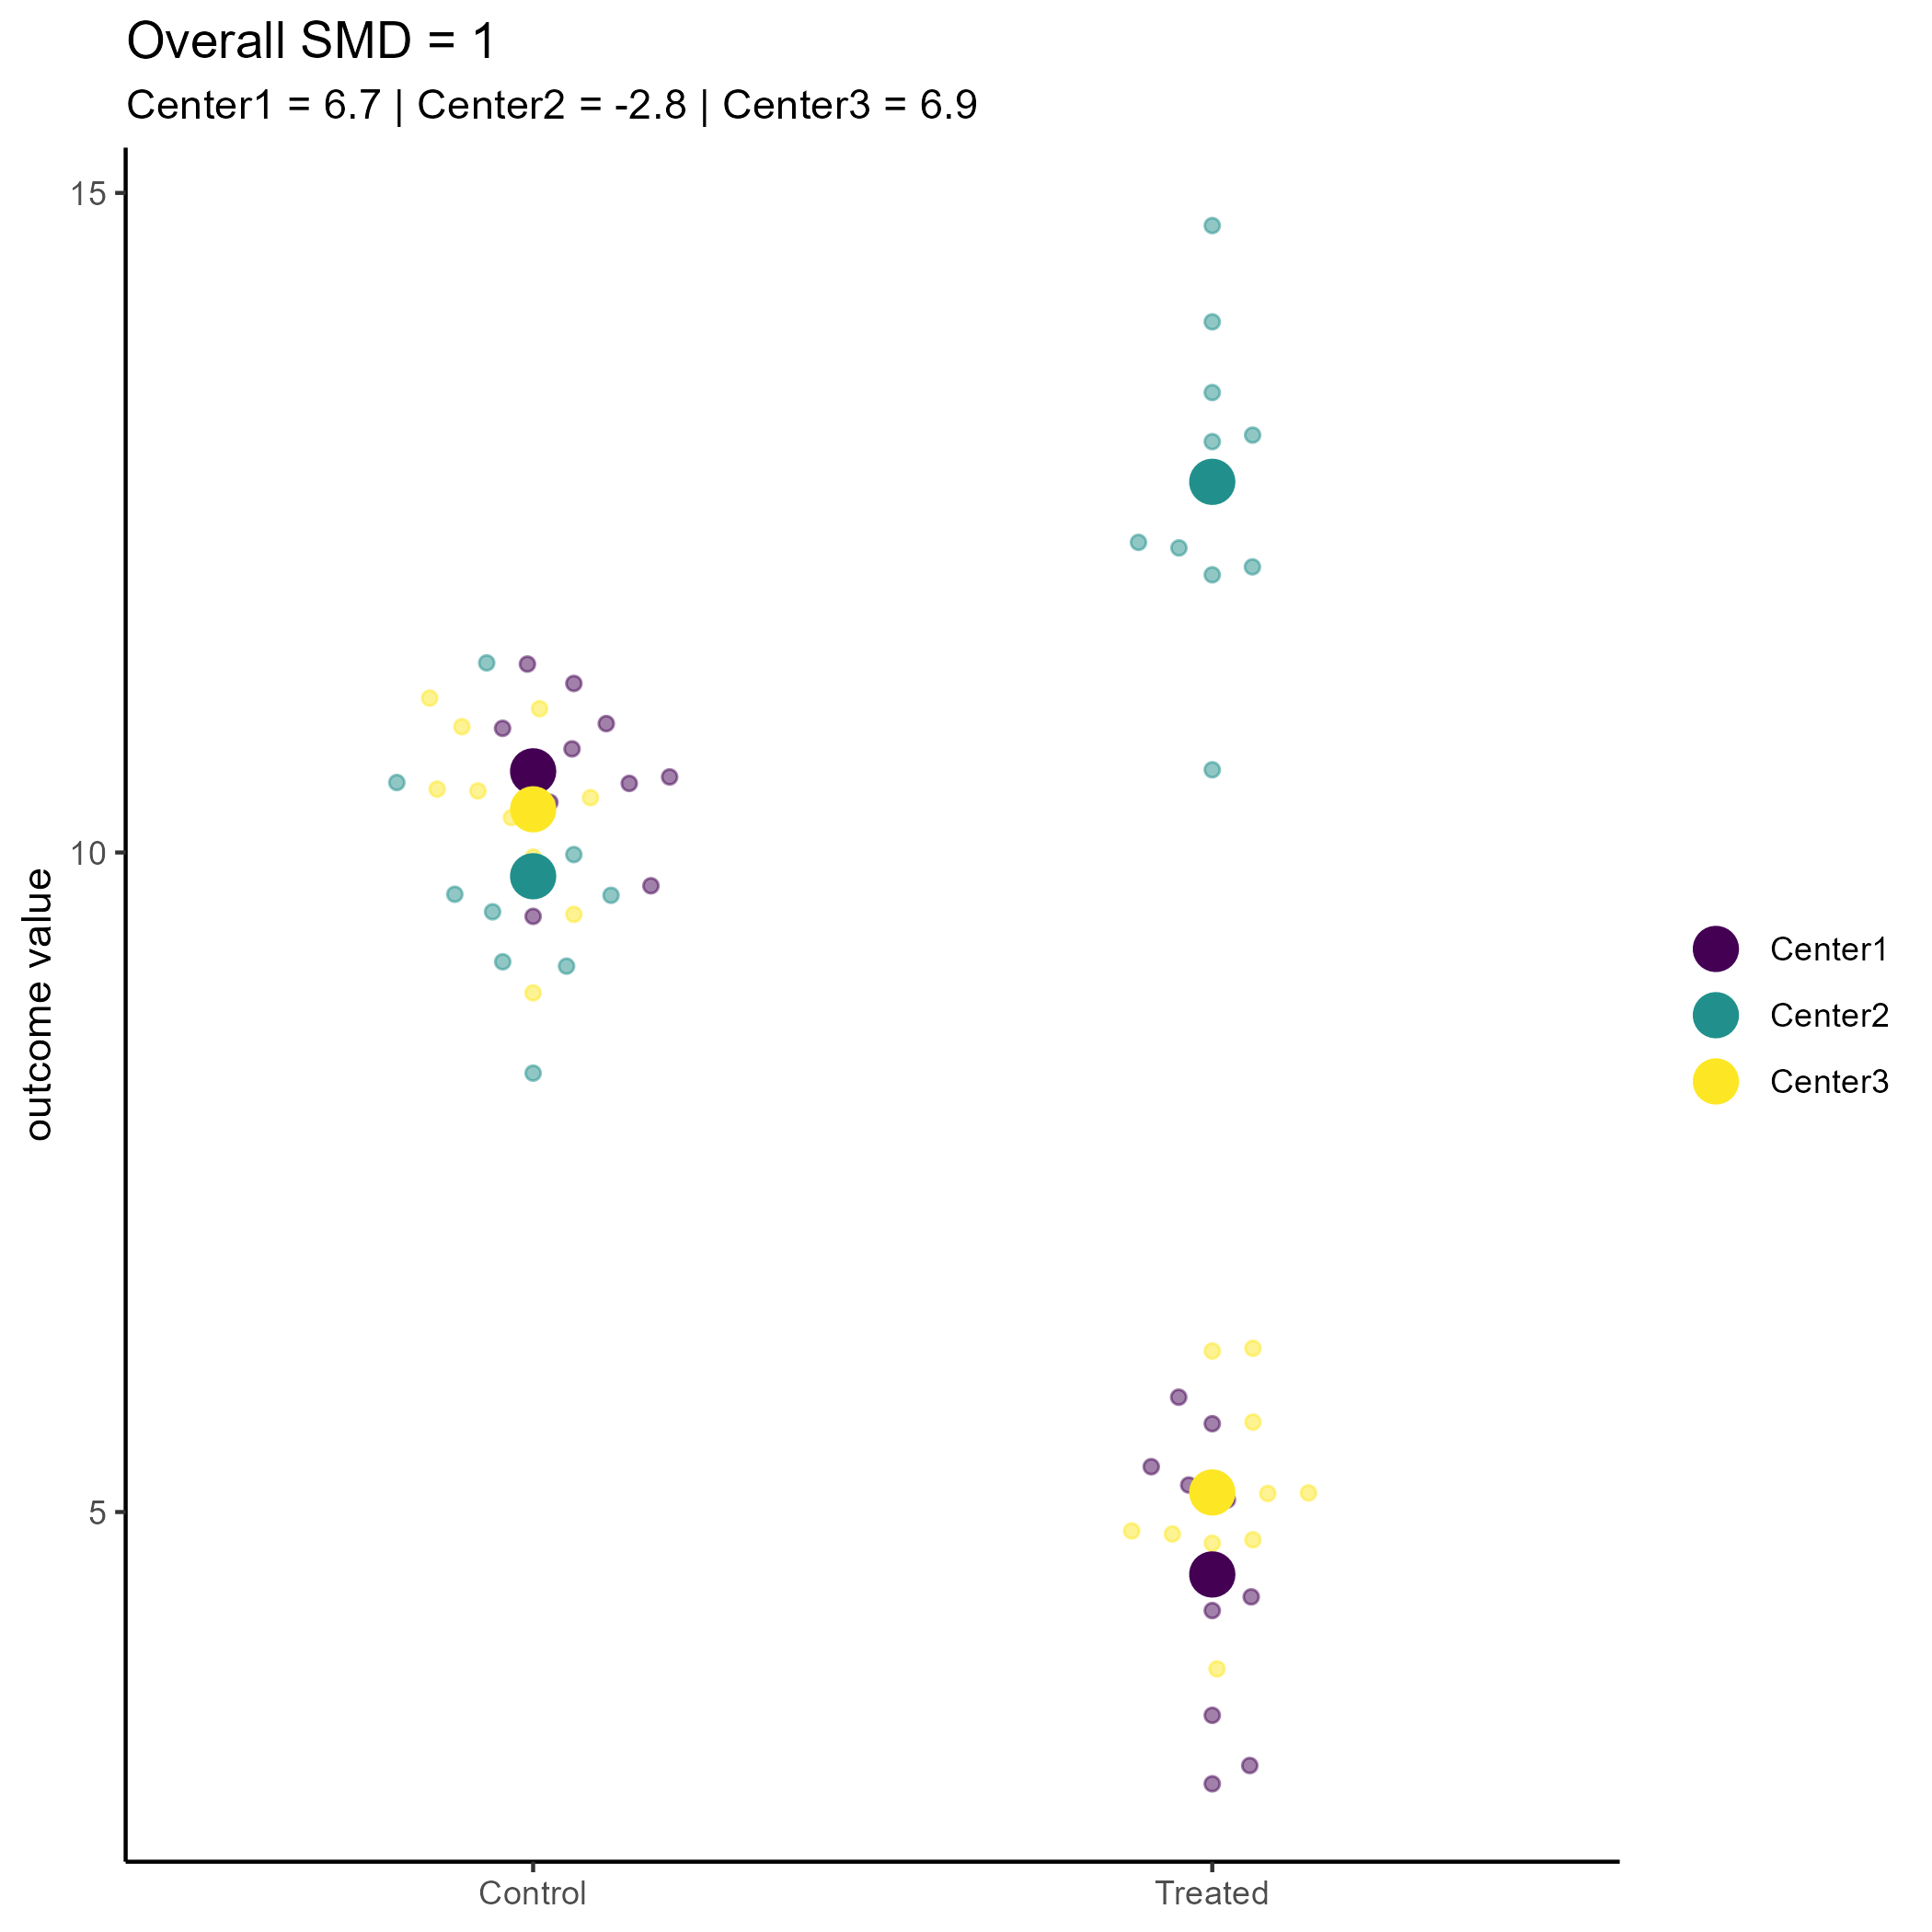 Overall SMD = 1
Center1 = 6.7 | Center2 = -2.8 | Center3 = 6.9
15
10
5
outcome value
Control
Treated
Center1
Center2
Center3